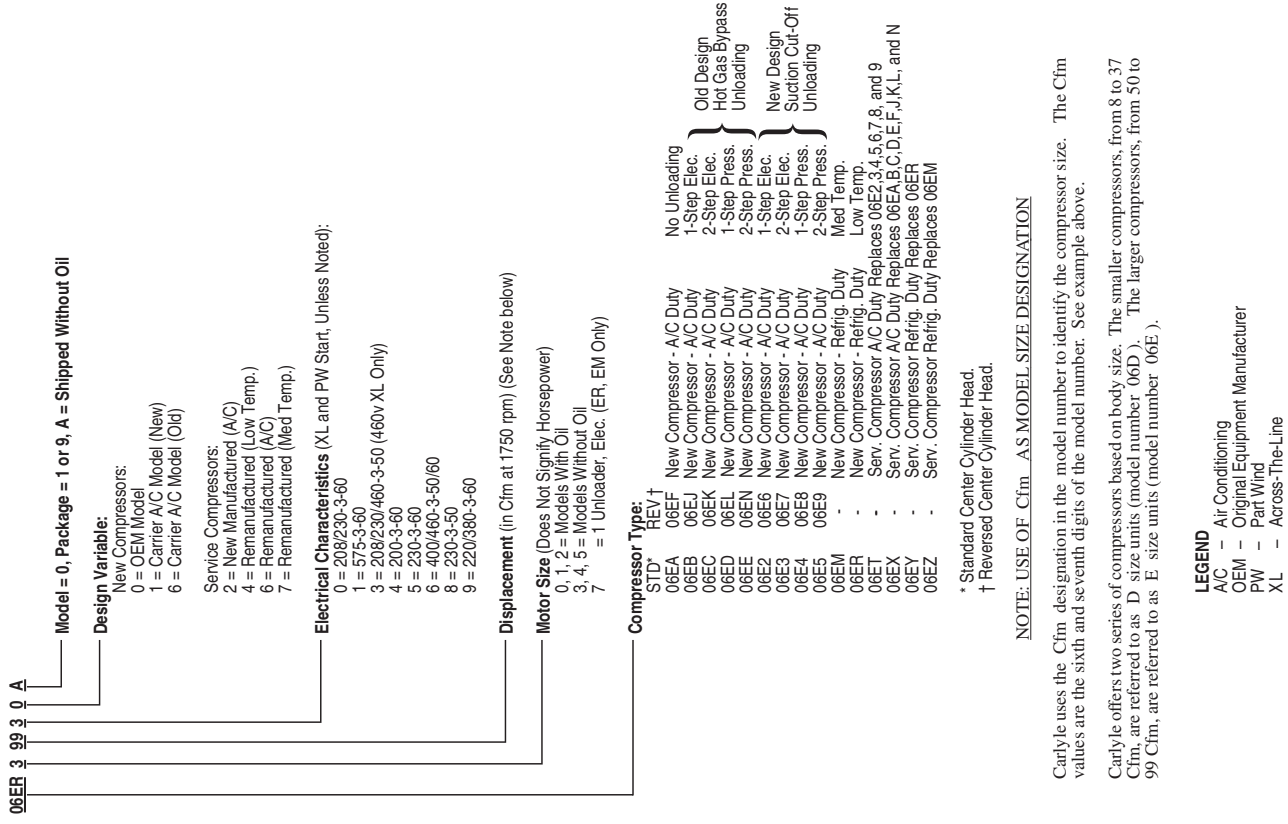 06ER 3 99 3 0 A
Model = 0, Package = 1 or 9, A = Shipped Without Oil
Design Variable:
New Compressors:
0 = OEM Model
1 = Carrier A/C Model (New)
6 = Carrier A/C Model (Old)
Service Compressors:
2 = New Manufactured (A/C)
4 = Remanufactured (Low Temp.)
6 = Remanufactured (A/C)
7 = Remanufactured (Med Temp.)
Electrical Characteristics (XL and PW Start, Unless Noted):
0 = 208/230-3-60
1 = 575-3-60
3 = 208/230/460-3-50 (460v XL Only)
4 = 200-3-60
5 = 230-3-60
6 = 400/460-3-50/60
8 = 230-3-50
9 = 220/380-3-60
Displacement (in Cfm at 1750 rpm) (See Note below)
Motor Size (Does Not Signify Horsepower)
0, 1, 2 = Models With Oil
3, 4, 5 = Models Without Oil
7 = 1 Unloader, Elec. (ER, EM Only)
Compressor Type:
STD* REV †
06EA 06EF New Compressor - A/C Duty No Unloading
06EB 06EJ New Compressor - A/C Duty 1-Step Elec.
06EC 06EK New Compressor - A/C Duty 2-Step Elec.
06ED 06EL New Compressor - A/C Duty 1-Step Press.
06EE 06EN New Compressor - A/C Duty 2-Step Press.
Old Design
Hot Gas Bypass
Unloading
06E2 06E6 New Compressor - A/C Duty 1-Step Elec.
06E3 06E7 New Compressor - A/C Duty 2-Step Elec.
06E4 06E8 New Compressor - A/C Duty 1-Step Press.
06E5 06E9 New Compressor - A/C Duty 2-Step Press.
New Design
Suction Cut-Off
Unloading
06EM - New Compressor - Refrig. Duty Med Temp.
06ER - New Compressor - Refrig. Duty Low Temp.
06ET - Serv. Compressor A/C Duty Replaces 06E2,3,4,5,6,7,8, and 9
06EX - Serv. Compressor A/C Duty Replaces 06EA,B,C,D,E,F,J,K,L, and N
06EY - Serv. Compressor Refrig. Duty Replaces 06ER
06EZ - Serv. Compressor Refrig. Duty Replaces 06EM
* Standard Center Cylinder Head.
† Reversed Center Cylinder Head.
NOTE: USE OF Cfm AS MODEL SIZE DESIGNATION
Carlyle uses the Cfm designation in the model number to identify the compressor size. The Cfm
values are the sixth and seventh digits of the model number. See example above.
Carlyle offers two series of compressors based on body size. The smaller compressors, from 8 to 37
Cfm, are referred to as D size units (model number 06D ). The larger compressors, from 50 to
99 Cfm, are referred to as E size units (model number 06E ).
LEGEND
A/C – Air Conditioning
OEM – Original Equipment Manufacturer
PW – Part Wind
XL – Across-The-Line